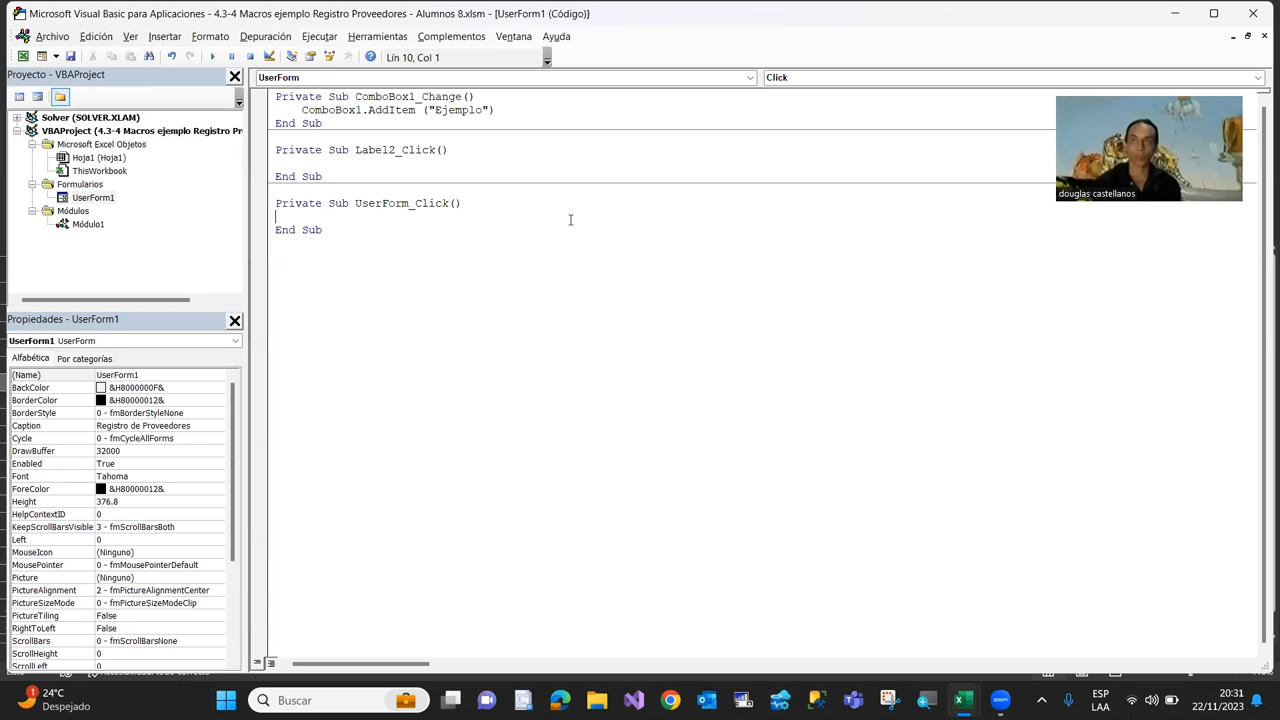 Microsoft Visual Basic para Aplicaciones - 4.3-4 Macros ejemplo Registro Proveedores - Alumnos 8.xlsm - [UserForm1 (Código)]
Archivo Edición Ver Insertar Formato Depuración Ejecutar Herramientas Complementos Ventana Ayuda
Lín 10, Col 1
Proyecto - VBAProject
UserForm Click
Solver (SOLVER.XLAM)
VBAProject (4.3-4 Macros ejemplo Registro Pr
Microsoft Excel Objetos
Hoja1 (Hoja1)
ThisWorkbook
Formularios
UserForm1
Módulos
Módulo1
Private Sub ComboBox1_Change()
ComboBox1.AddItem ("Ejemplo")
End Sub
Private Sub Label2_Click()
End Sub
Private Sub UserForm_Click()
End Sub
douglas castellanos
Propiedades - UserForm1
UserForm1 UserForm
Alfabética Por categorías
(Name) UserForm1
BackColor &H8000000F&
BorderColor &H80000012&
BorderStyle 0 - fmBorderStyleNone
Caption Registro de Proveedores
Cycle 0 - fmCycleAllForms
DrawBuffer 32000
Enabled True
Font Tahoma
ForeColor &H80000012&
Height 376.8
HelpContextID 0
KeepScrollBarsVisible 3 - fmScrollBarsBoth
Left 0
MouseIcon (Ninguno)
MousePointer 0 - fmMousePointerDefault
Picture (Ninguno)
PictureAlignment 2 - fmPictureAlignmentCenter
PictureSizeMode 0 - fmPictureSizeModeClip
PictureTiling False
RightToLeft False
ScrollBars 0 - fmScrollBarsNone
ScrollHeight 0
ScrollLeft 0
24°C
Despejado
Buscar
ESP
LAA
20:31
22/11/2023